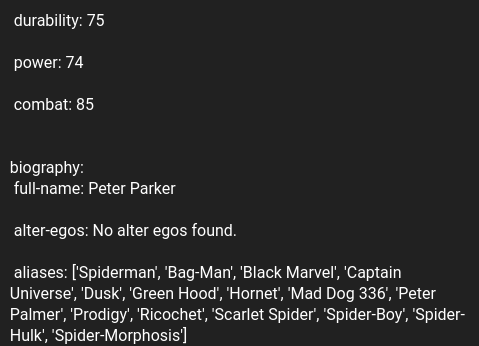 durability: 75
power: 74
combat: 85
biography:
full-name: Peter Parker
alter-egos: No alter egos found.
aliases: ['Spiderman', 'Bag-Man', 'Black Marvel', 'Captain
Universe', 'Dusk', 'Green Hood', 'Hornet', 'Mad Dog 336', 'Peter
Palmer', 'Prodigy', 'Ricochet', 'Scarlet Spider', 'Spider-Boy', 'Spider-
Hulk', 'Spider-Morphosis']